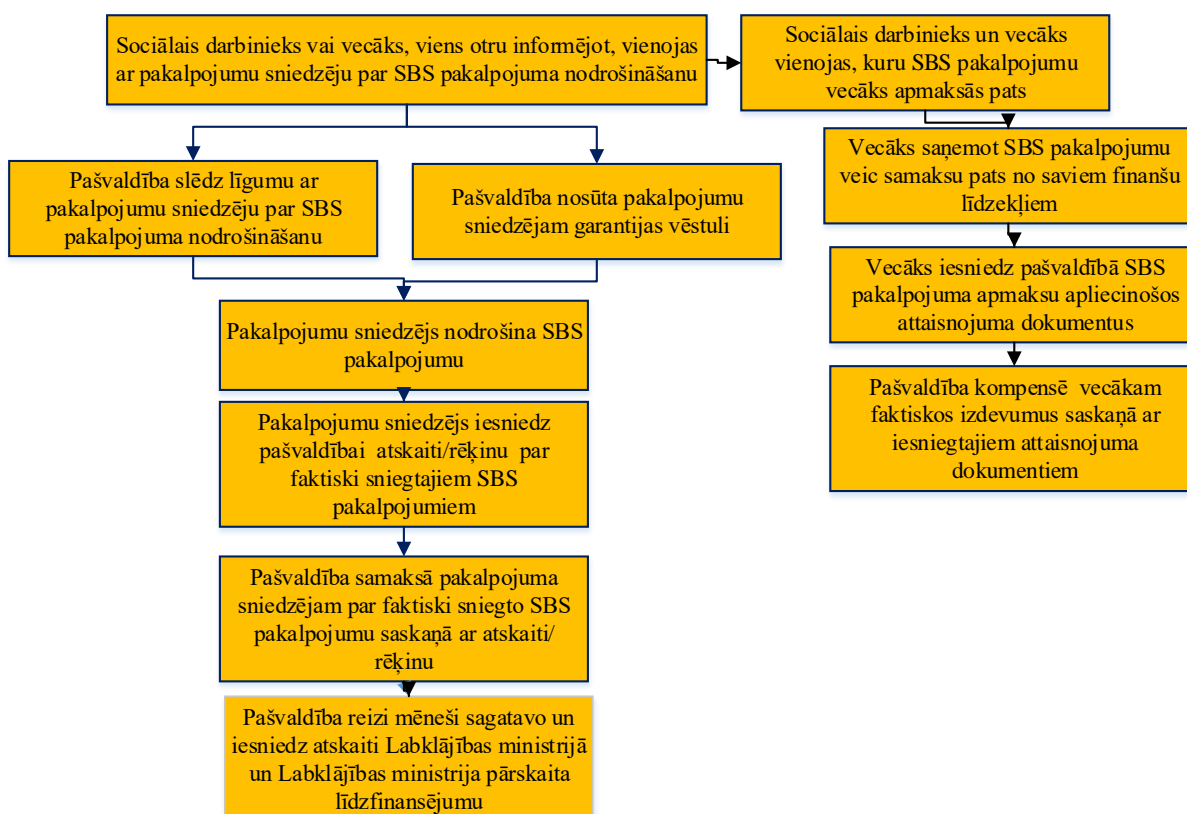 Sociālais darbinieks vai vecāks, viens otru informējot, vienojas
ar pakalpojumu sniedzēju par SBS pakalpojuma nodrošināšanu
Sociālais darbinieks un vecāks
vienojas, kuru SBS pakalpojumu
vecāks apmaksās pats
Pašvaldība slēdz līgumu ar
pakalpojumu sniedzēju par SBS
pakalpojuma nodrošināšanu
Pašvaldība nosūta pakalpojumu
sniedzējam garantijas vēstuli
Vecāks saņemot SBS pakalpojumu
veic samaksu pats no saviem finanšu
līdzekļiem
Vecāks iesniedz pašvaldībā SBS
pakalpojuma apmaksu apliecinošos
attaisnojuma dokumentus
Pašvaldība kompensē vecākam
faktiskos izdevumus saskaņā ar
iesniegtajiem attaisnojuma
dokumentiem
Pakalpojumu sniedzējs nodrošina SBS
pakalpojumu
Pakalpojumu sniedzējs iesniedz
pašvaldībai atskaiti/rēķinu par
faktiski sniegtajiem SBS
pakalpojumiem
Pašvaldība samaksā pakalpojuma
sniedzējam par faktiski sniegto SBS
pakalpojumu saskaņā ar atskaiti/
rēķinu
Pašvaldība reizi mēneši sagatavo un
iesniedz atskaiti Labklājības ministrijā
un Labklājības ministrija pārskaita
līdzfinansējumu